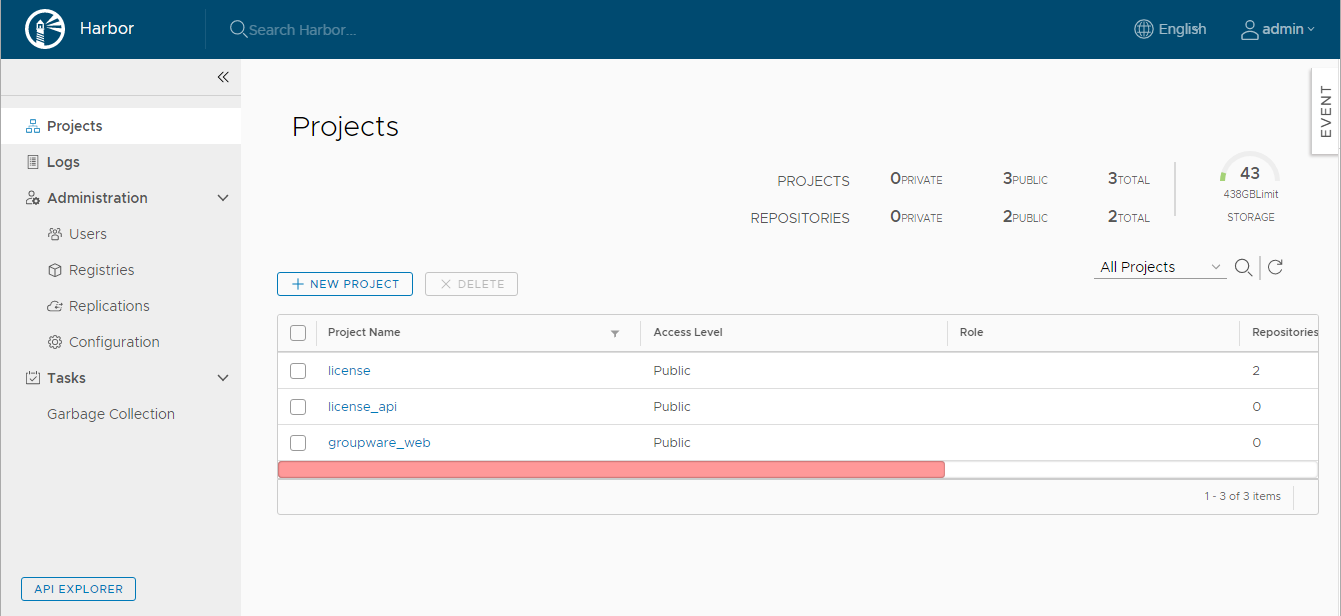 Harbor
Search Harbor...
English
admin
EVENT
Projects
Logs
Administration
Users
Registries
Replications
Configuration
Tasks
Garbage Collection
API EXPLORER
Projects
PROJECTS 0PRIVATE 3PUBLIC 3TOTAL
REPOSITORIES 0PRIVATE 2PUBLIC 2TOTAL
43
438GBLimit
STORAGE
All Projects
NEW PROJECT
DELETE
Project Name Access Level Role Repositories
license Public 2
license_api Public 0
groupware_web Public 0
1 - 3 of 3 items